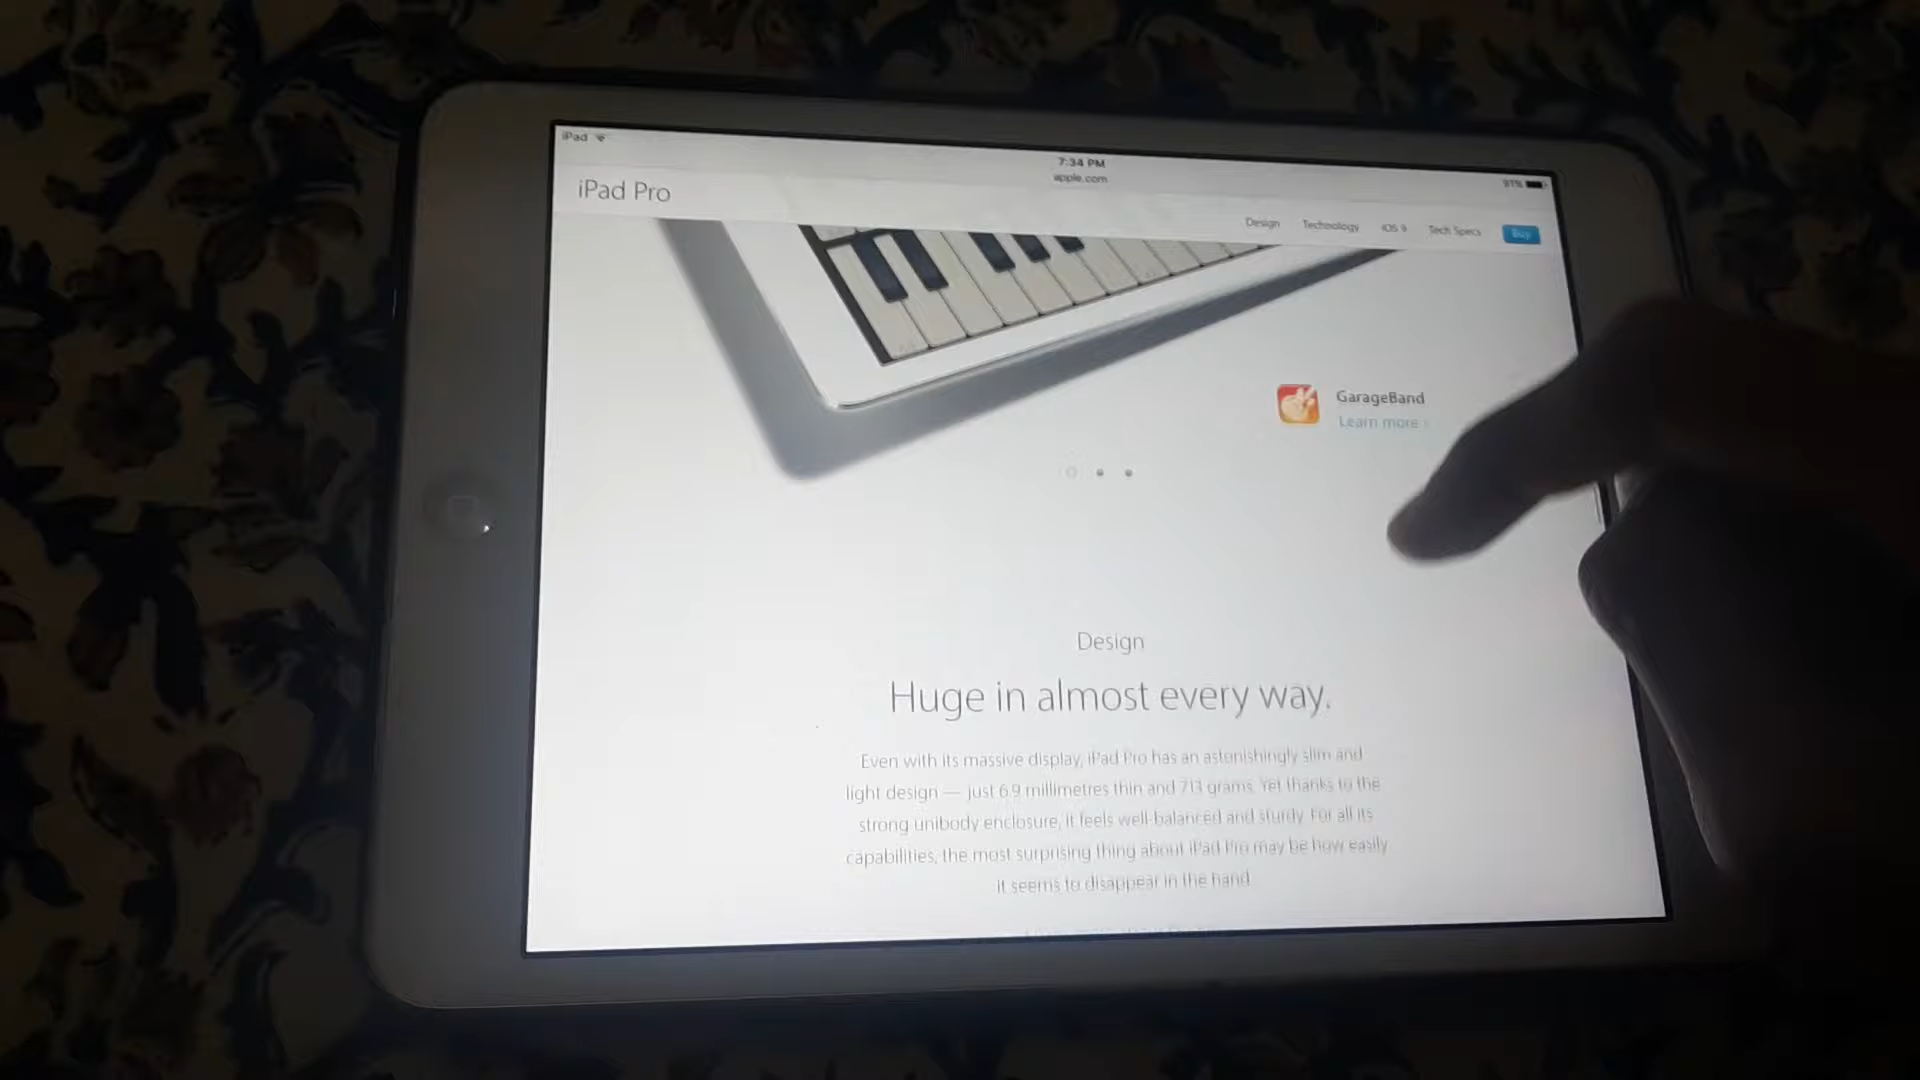 iPad
7:34 PM
apple.com
91%
iPad Pro
Design Technology iOS 9 Tech Specs Buy
GarageBand
Learn more ›
Design
Huge in almost every way.
Even with its massive display, iPad Pro has an astonishingly slim and
light design — just 6.9 millimetres thin and 713 grams. Yet thanks to the
strong unibody enclosure, it feels well-balanced and sturdy. For all its
capabilities, the most surprising thing about iPad Pro may be how easily
it seems to disappear in the hand.